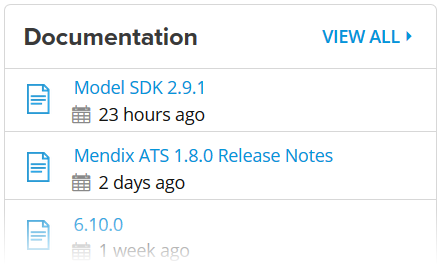 Documentation
VIEW ALL
Model SDK 2.9.1
23 hours ago
Mendix ATS 1.8.0 Release Notes
2 days ago
6.10.0
1 week ago